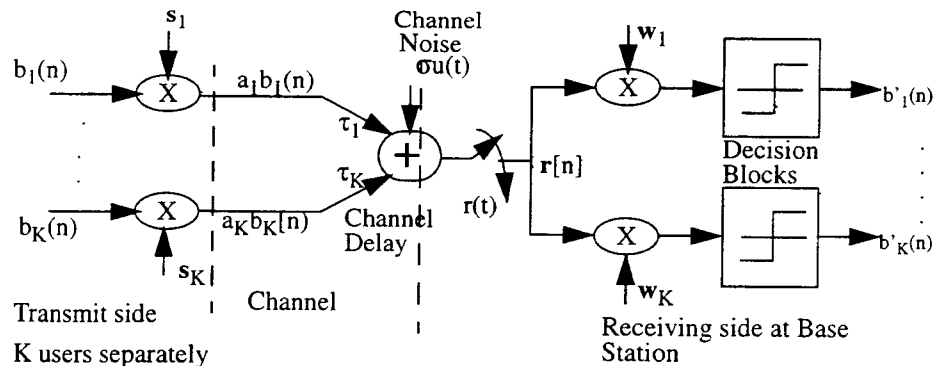 s1
b1(n)
X
a1b1(n)
τ1
Channel
Noise
σu(t)
+
r(t)
r[n]
w1
X
b'1(n)
Decision
Blocks
bK(n)
X
sK
aKbK[n]
τK
Channel
Delay
Channel
X
wK
b'K(n)
Transmit side
K users separately
Receiving side at Base
Station